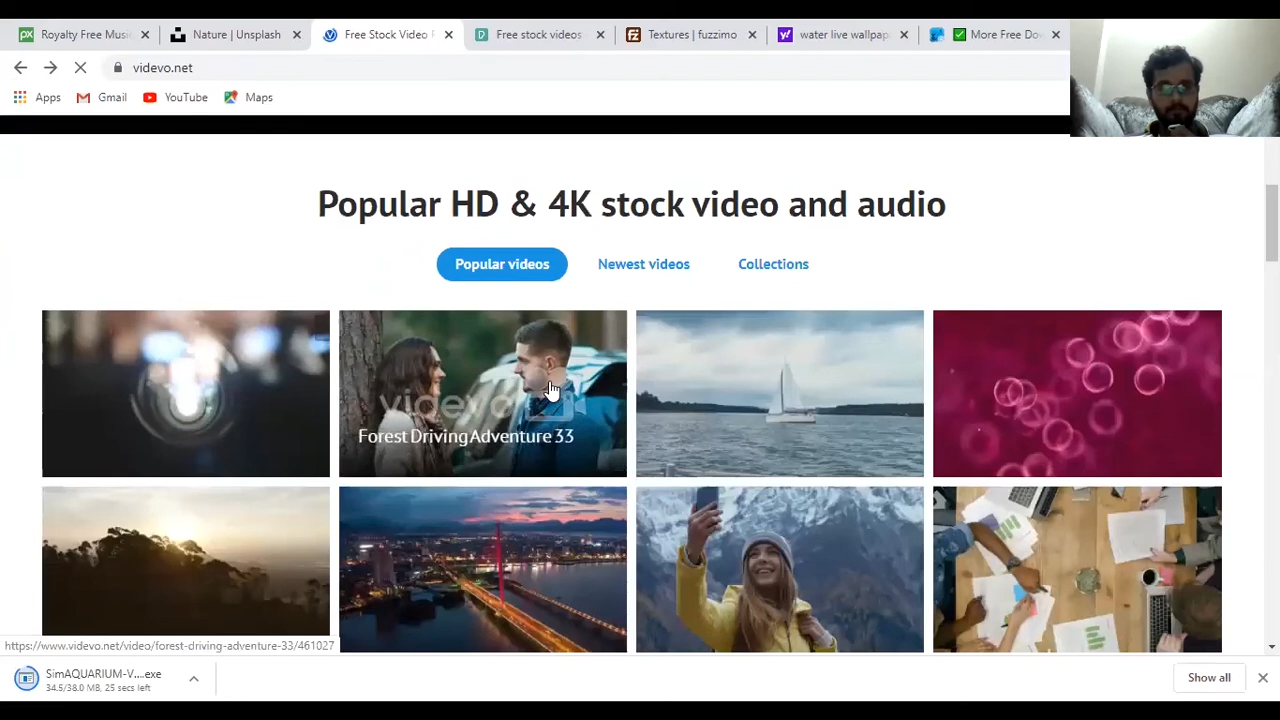 Royalty Free Musi
Nature | Unsplash
Free Stock Video F
Free stock videos
Textures | fuzzimo
water live wallpap
More Free Do
videvo.net
Apps
Gmail
YouTube
Maps
Popular HD & 4K stock video and audio
Popular videos
Newest videos
Collections
videvo
Forest Driving Adventure 33
https://www.videvo.net/video/forest-driving-adventure-33/461027
SimAQUARIUM-V....exe
34.5/38.0 MB, 25 secs left
Show all